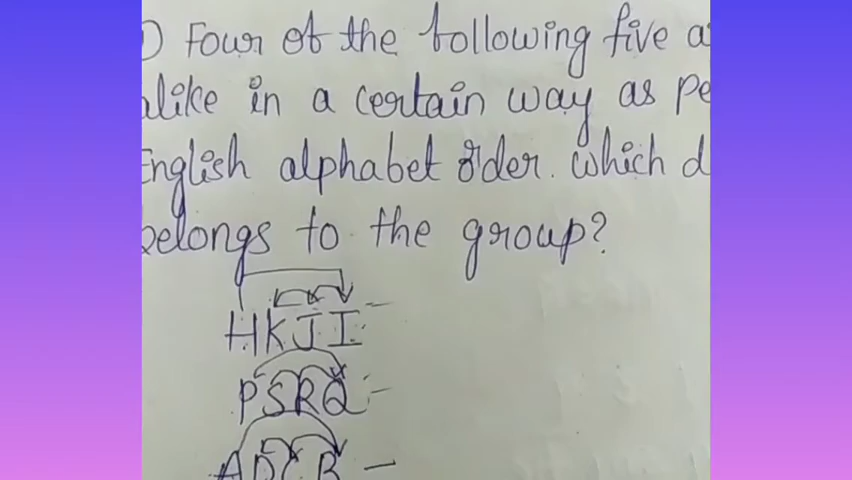 ) Four of the following five a
alike in a certain way as pe
English alphabet order. which d
belongs to the group?
HKJI -
PSRQ -
ADCB -